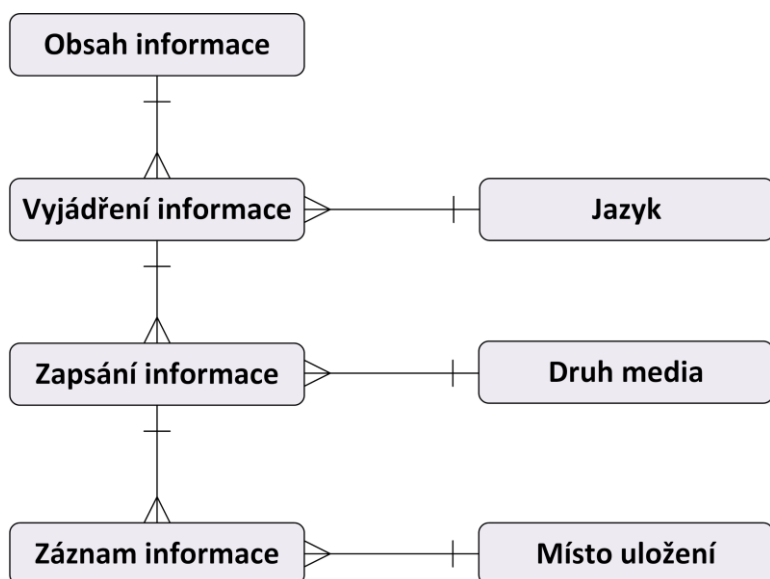 Obsah informace
Vyjádření informace
Jazyk
Zapsání informace
Druh media
Záznam informace
Místo uložení